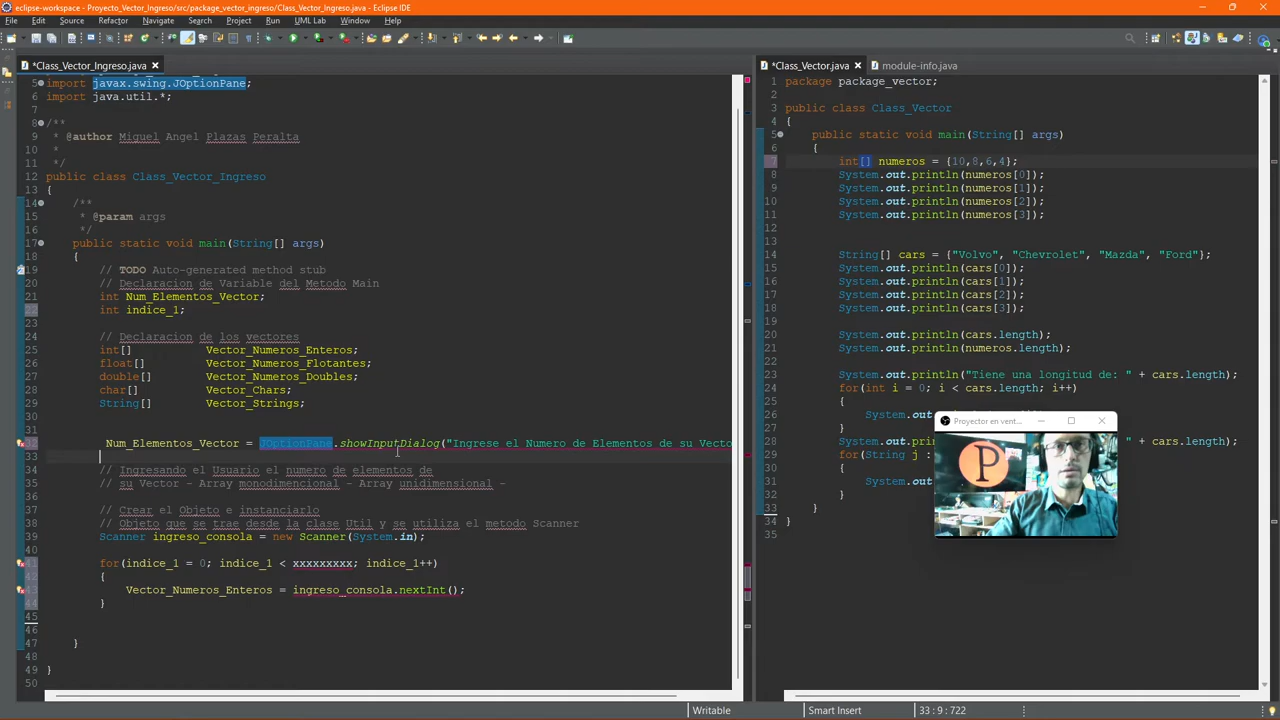 eclipse-workspace - Proyecto_Vector_Ingreso/src/package_vector_ingreso/Class_Vector_Ingreso.java - Eclipse IDE
File Edit Source Refactor Navigate Search Project Run UML Lab Window Help
*Class_Vector_Ingreso.java
5 import javax.swing.JOptionPane;
6 import java.util.*;
7
8 /**
9 * @author Miguel Angel Plazas Peralta
10 *
11 */
12 public class Class_Vector_Ingreso
13 {
14 /**
15 * @param args
16 */
17 public static void main(String[] args)
18 {
19 // TODO Auto-generated method stub
20 // Declaracion de Variable del Metodo Main
21 int Num_Elementos_Vector;
22 int indice_1;
23
24 // Declaracion de los vectores
25 int[] Vector_Numeros_Enteros;
26 float[] Vector_Numeros_Flotantes;
27 double[] Vector_Numeros_Doubles;
28 char[] Vector_Chars;
29 String[] Vector_Strings;
30
31
32 Num_Elementos_Vector = JOptionPane.showInputDialog("Ingrese el Numero de Elementos de su Vecto
33
34 // Ingresando el Usuario el numero de elementos de
35 // su Vector - Array monodimencional - Array unidimensional -
36
37 // Crear el Objeto e instanciarlo
38 // Objeto que se trae desde la clase Util y se utiliza el metodo Scanner
39 Scanner ingreso_consola = new Scanner(System.in);
40
41 for(indice_1 = 0; indice_1 < xxxxxxxxx; indice_1++)
42 {
43 Vector_Numeros_Enteros = ingreso_consola.nextInt();
44 }
45
46
47 }
48
49 }
50
*Class_Vector.java module-info.java
1 package package_vector;
2
3 public class Class_Vector
4 {
5 public static void main(String[] args)
6 {
7 int[] numeros = {10,8,6,4};
8 System.out.println(numeros[0]);
9 System.out.println(numeros[1]);
10 System.out.println(numeros[2]);
11 System.out.println(numeros[3]);
12
13
14 String[] cars = {"Volvo", "Chevrolet", "Mazda", "Ford"};
15 System.out.println(cars[0]);
16 System.out.println(cars[1]);
17 System.out.println(cars[2]);
18 System.out.println(cars[3]);
19
20 System.out.println(cars.length);
21 System.out.println(numeros.length);
22
23 System.out.println("Tiene una longitud de: " + cars.length);
24 for(int i = 0; i < cars.length; i++)
25 {
26 System.out
27 }
28 System.out.println( " + cars.length);
29 for(String j :
30 {
31 System.out
32 }
33 }
34 }
35
Proyector en vent...
P
Writable Smart Insert 33 : 9 : 722